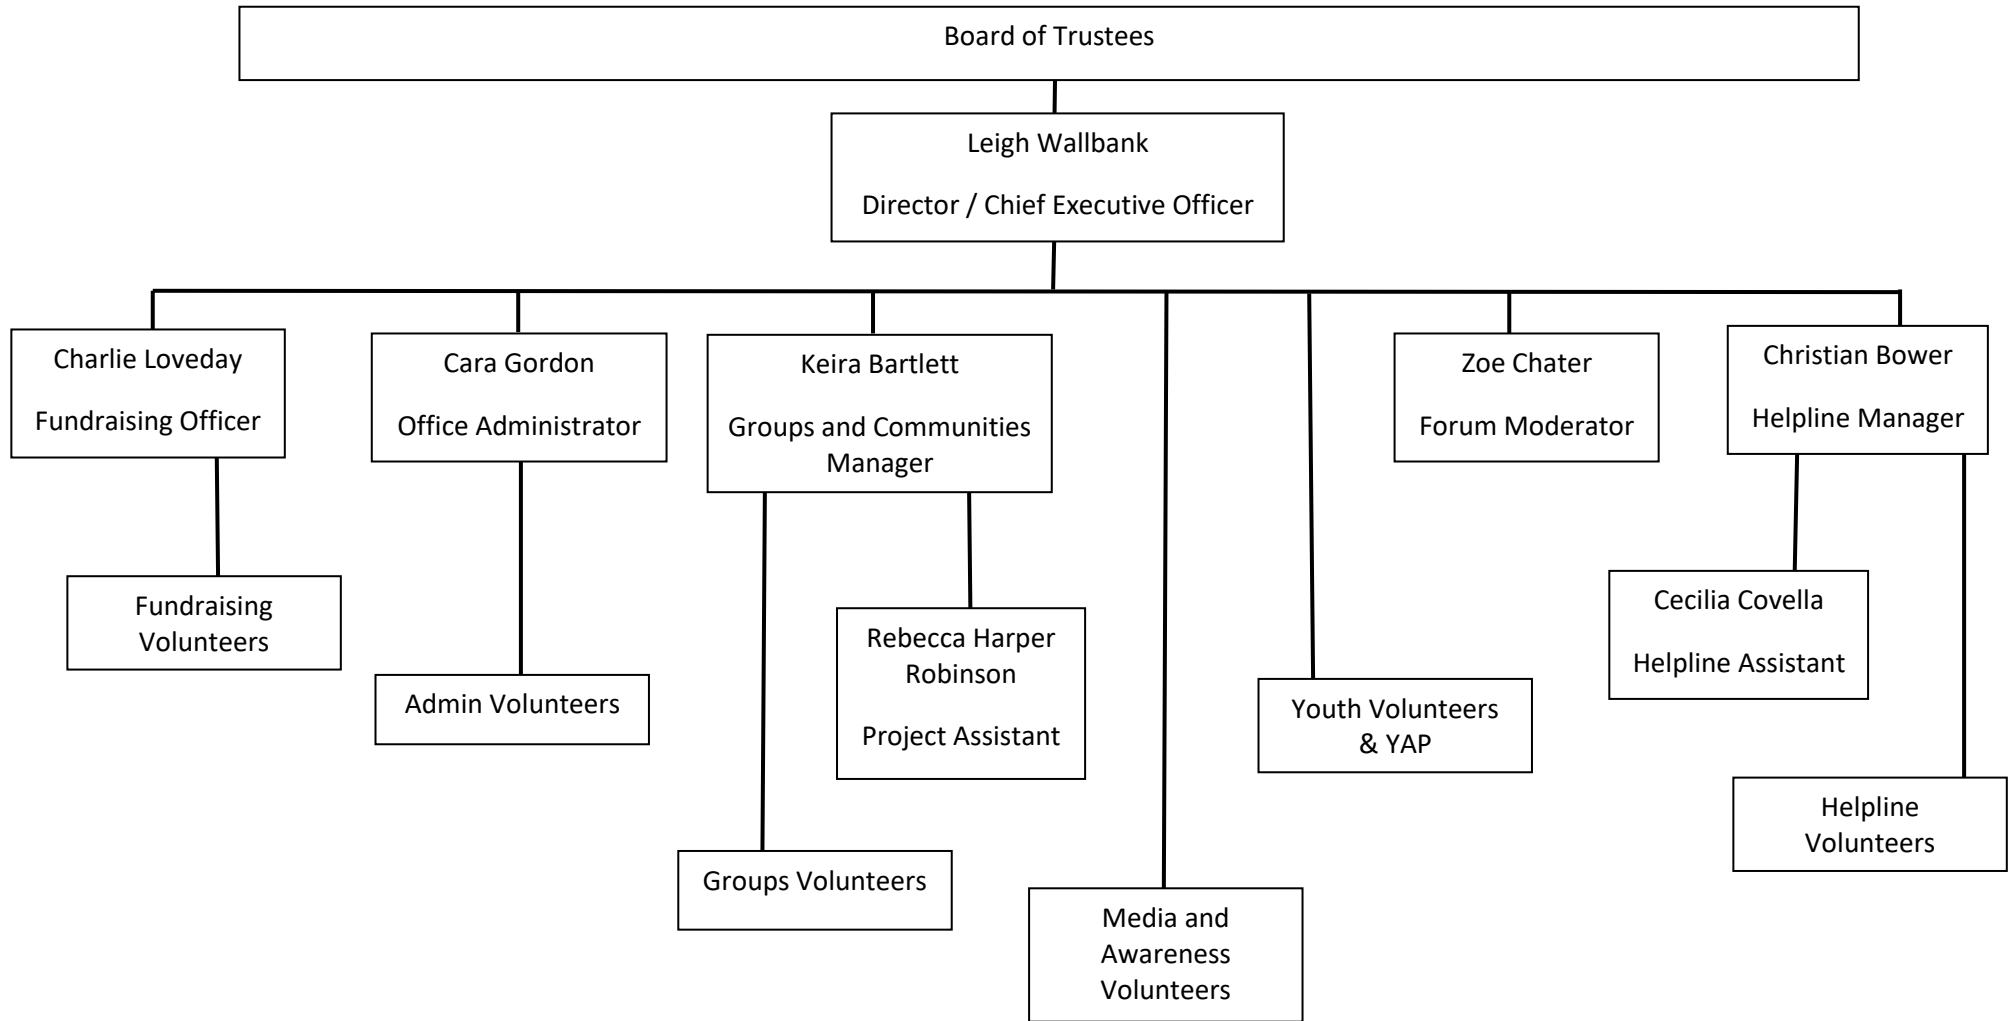 Board of Trustees
Leigh Wallbank
Director / Chief Executive Officer
Charlie Loveday
Fundraising Officer
Cara Gordon
Office Administrator
Keira Bartlett
Groups and Communities
Manager
Zoe Chater
Forum Moderator
Christian Bower
Helpline Manager
Fundraising
Volunteers
Admin Volunteers
Rebecca Harper
Robinson
Project Assistant
Groups Volunteers
Media and
Awareness
Volunteers
Youth Volunteers
& YAP
Cecilia Covella
Helpline Assistant
Helpline
Volunteers